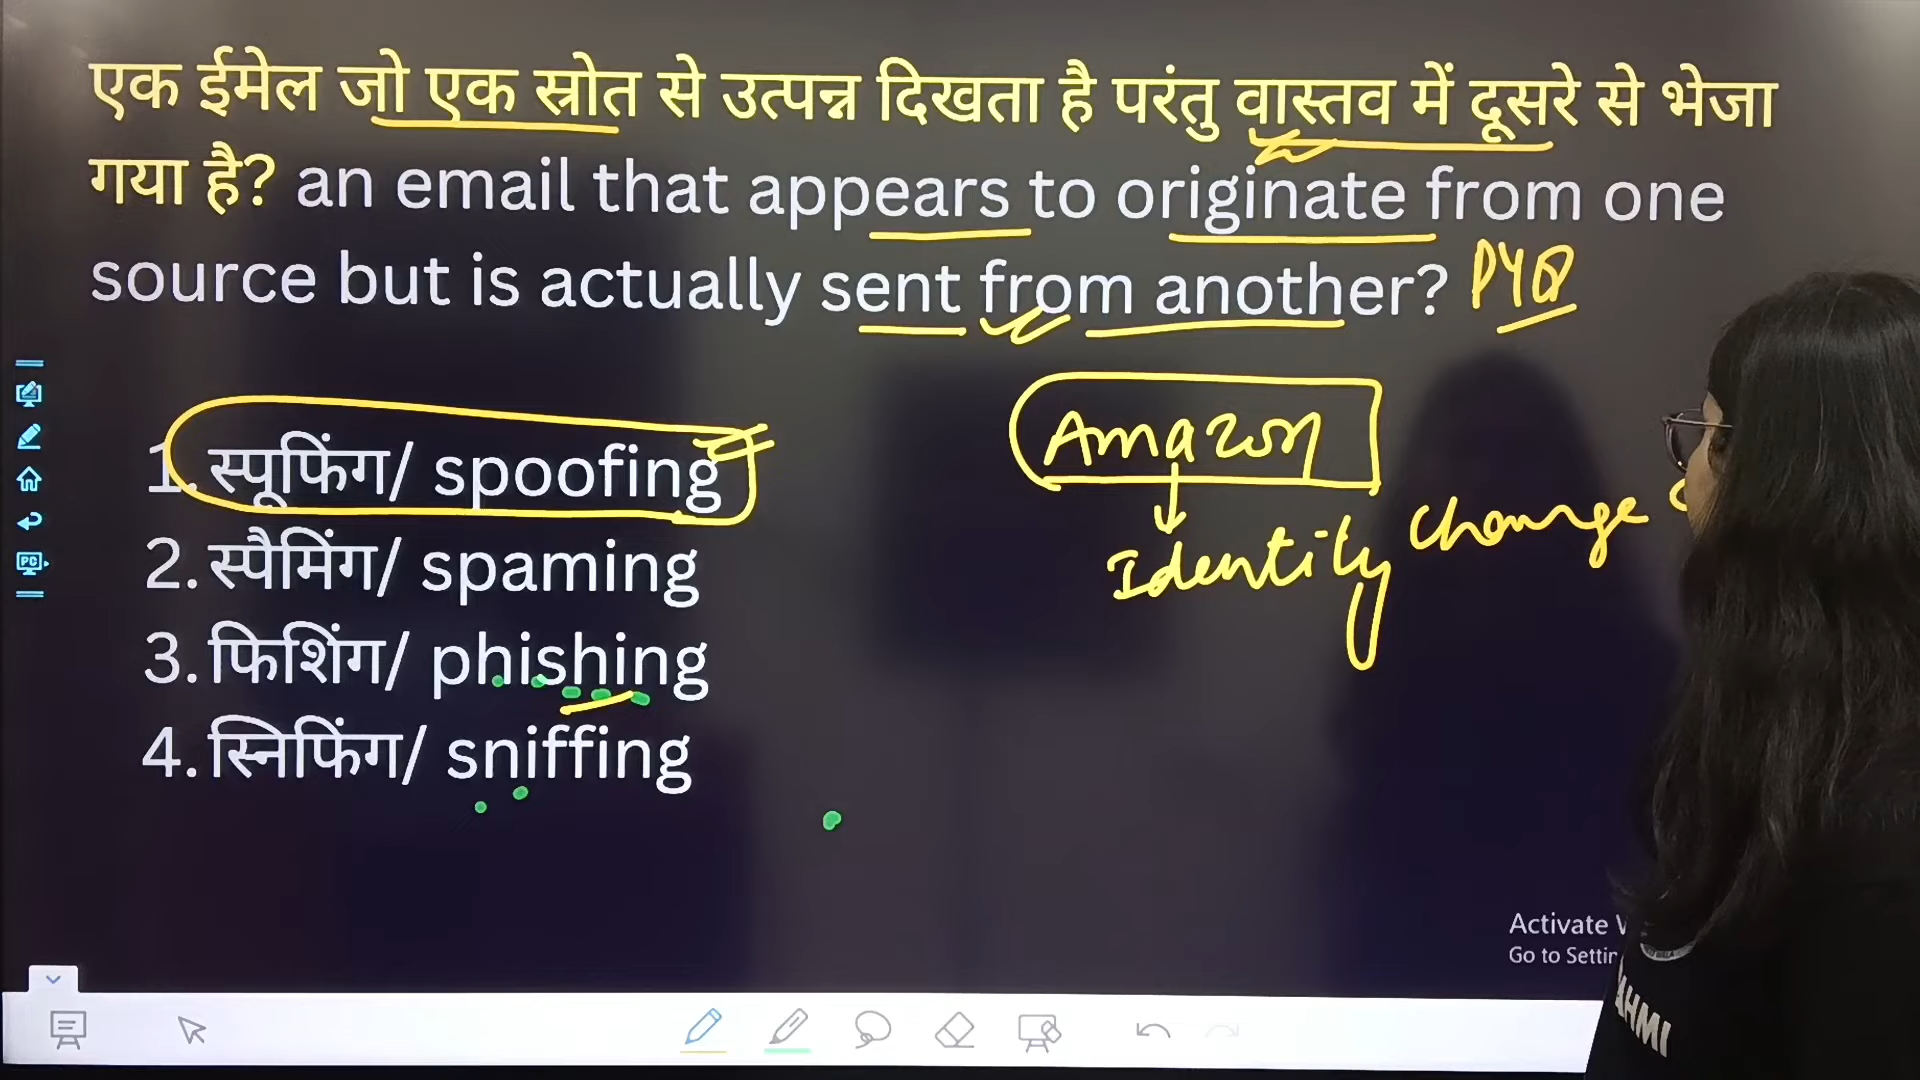 एक ईमेल जो एक स्रोत से उत्पन्न दिखता है परंतु वास्तव में दूसरे से भेजा
गया है? an email that appears to originate from one
source but is actually sent from another? PYQ
1. स्पूफिंग/ spoofing
2. स्पैमिंग/ spaming
3. फिशिंग/ phishing
4. स्निफिंग/ sniffing
Amazon
Identity change
PC
Activate
Go to